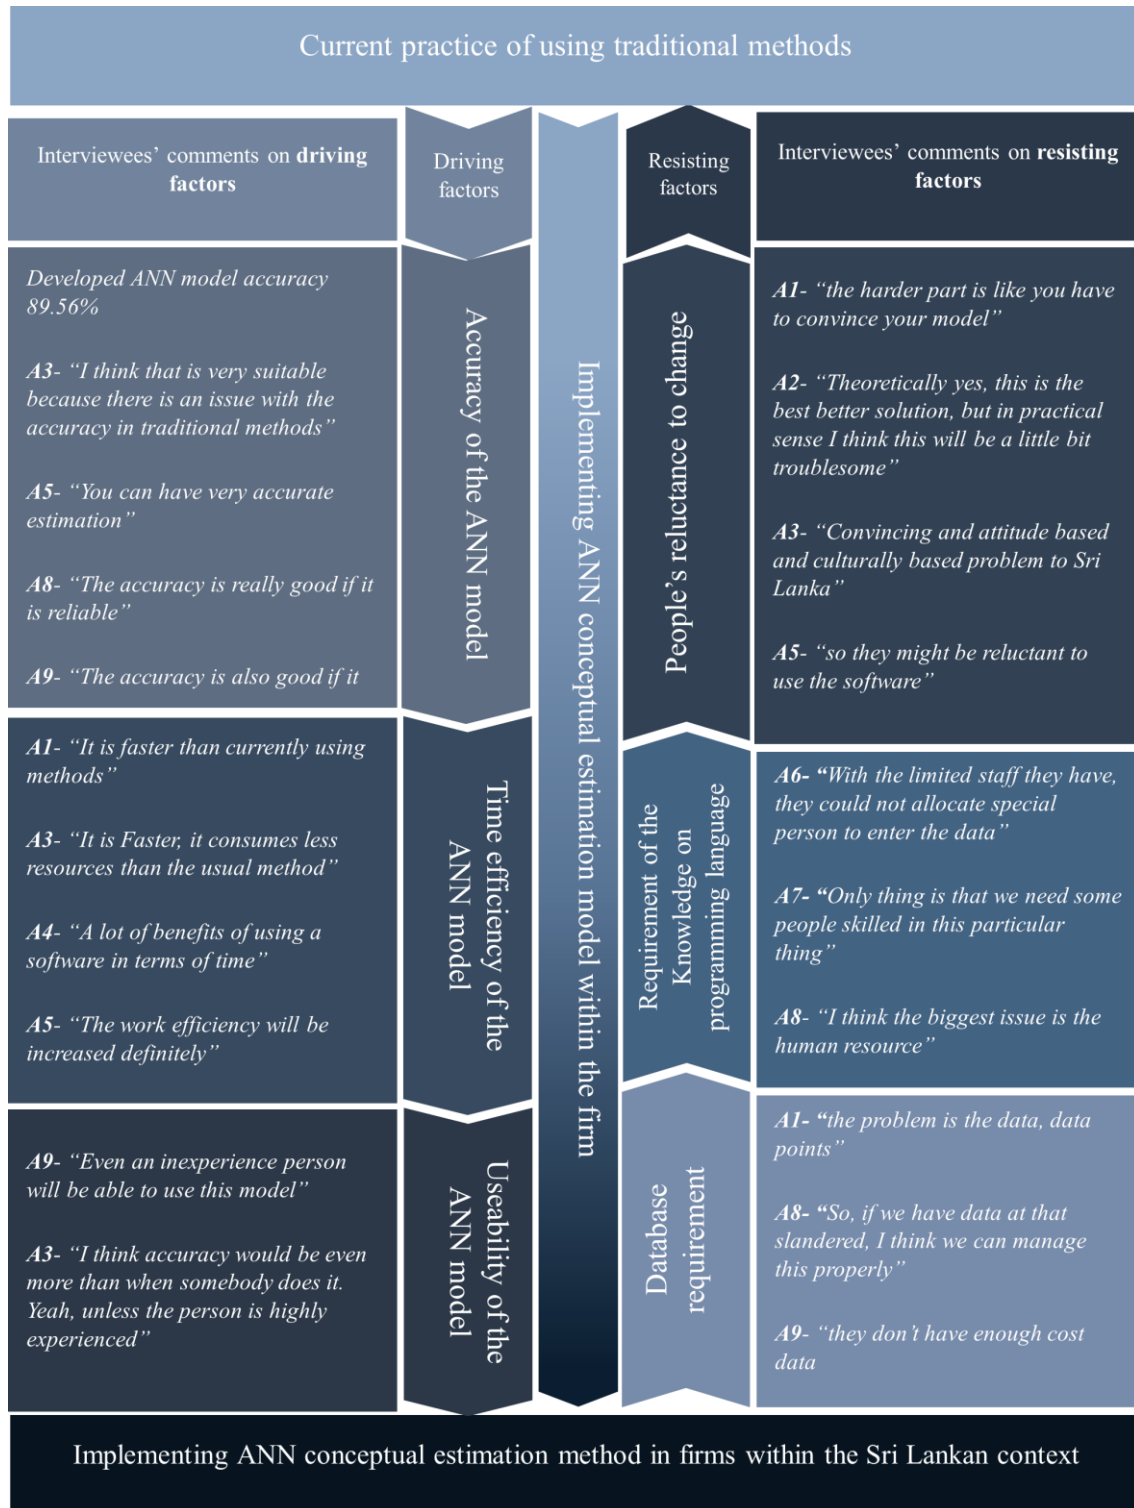 Current practice of using traditional methods
Interviewees’ comments on driving
factors
Driving
factors
Resisting
factors
Interviewees’ comments on resisting
factors
Developed ANN model accuracy
89.56%
A3- “I think that is very suitable
because there is an issue with the
accuracy in traditional methods”
A5- “You can have very accurate
estimation”
A8- “The accuracy is really good if it
is reliable”
A9- “The accuracy is also good if it
Accuracy of the ANN model
A1- “It is faster than currently using
methods”
A3- “It is Faster, it consumes less
resources than the usual method”
A4- “A lot of benefits of using a
software in terms of time”
A5- “The work efficiency will be
increased definitely”
Time efficiency of the
ANN model
A9- “Even an inexperience person
will be able to use this model”
A3- “I think accuracy would be even
more than when somebody does it.
Yeah, unless the person is highly
experienced”
Useability of the
ANN model
Implementing ANN conceptual estimation model within the firm
People’s reluctance to change
A1- “the harder part is like you have
to convince your model”
A2- “Theoretically yes, this is the
best better solution, but in practical
sense I think this will be a little bit
troublesome”
A3- “Convincing and attitude based
and culturally based problem to Sri
Lanka”
A5- “so they might be reluctant to
use the software”
Requirement of the
Knowledge on
programming language
A6- “With the limited staff they have,
they could not allocate special
person to enter the data”
A7- “Only thing is that we need some
people skilled in this particular
thing”
A8- “I think the biggest issue is the
human resource”
Database
requirement
A1- “the problem is the data, data
points”
A8- “So, if we have data at that
slandered, I think we can manage
this properly”
A9- “they don’t have enough cost
data
Implementing ANN conceptual estimation method in firms within the Sri Lankan context